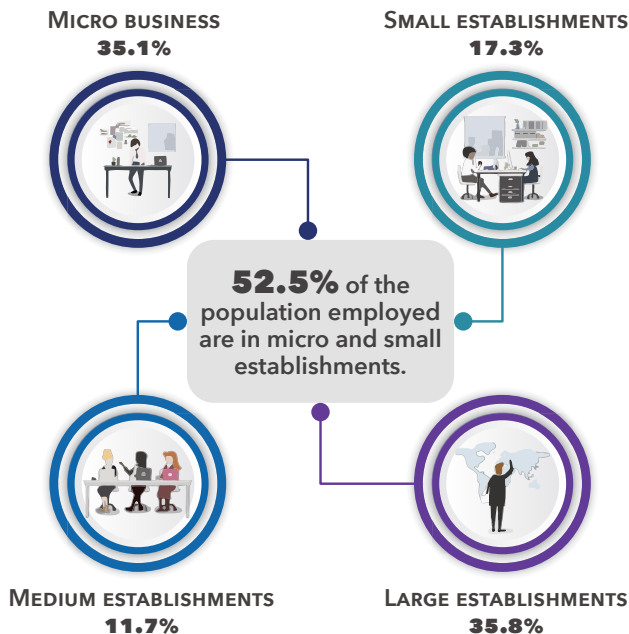 MICRO BUSINESS
35.1%
SMALL ESTABLISHMENTS
17.3%
52.5% of the
population employed
are in micro and small
establishments.
MEDIUM ESTABLISHMENTS
11.7%
LARGE ESTABLISHMENTS
35.8%